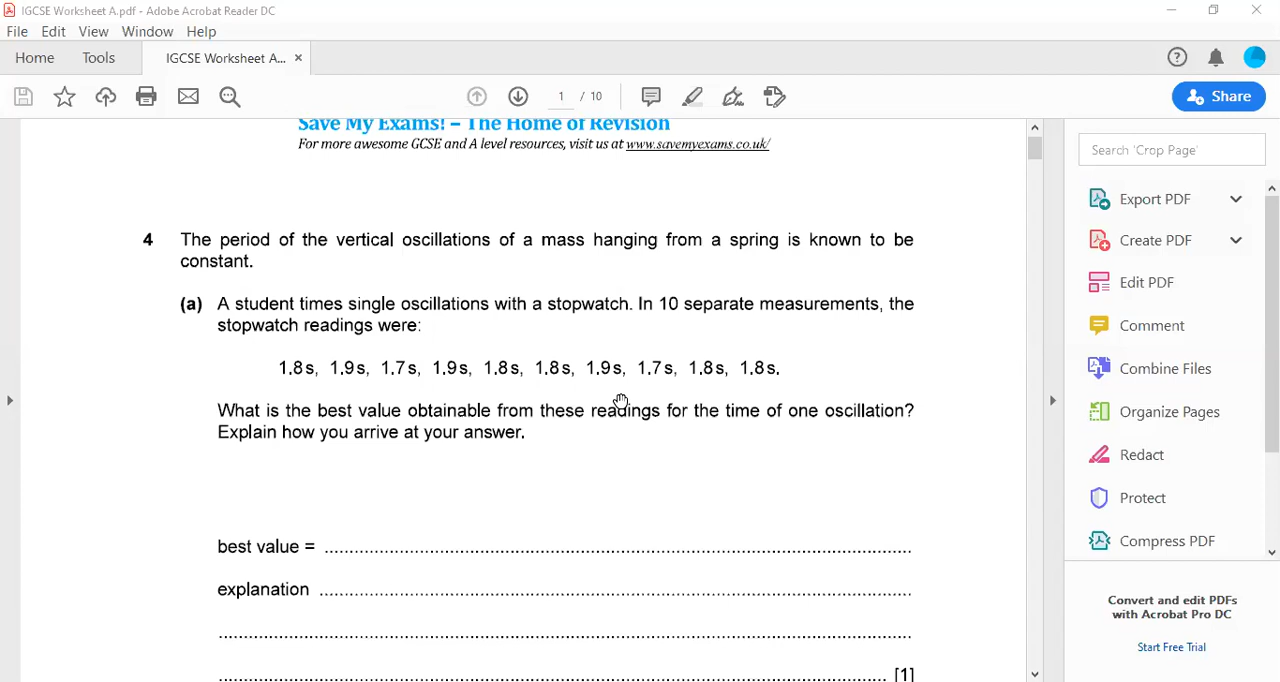 IGCSE Worksheet A.pdf - Adobe Acrobat Reader DC
File Edit View Window Help
Home Tools IGCSE Worksheet A... ×
1 / 10 Share
Save My Exams! – The Home of Revision
For more awesome GCSE and A level resources, visit us at www.savemyexams.co.uk/
4 The period of the vertical oscillations of a mass hanging from a spring is known to be
constant.
(a) A student times single oscillations with a stopwatch. In 10 separate measurements, the
stopwatch readings were:
1.8 s, 1.9 s, 1.7 s, 1.9 s, 1.8 s, 1.8 s, 1.9 s, 1.7 s, 1.8 s, 1.8 s.
What is the best value obtainable from these readings for the time of one oscillation?
Explain how you arrive at your answer.
best value = ..........................................................................
explanation ..........................................................................
..........................................................................
.......................................................................... [1]
Search 'Crop Page'
Export PDF
Create PDF
Edit PDF
Comment
Combine Files
Organize Pages
Redact
Protect
Compress PDF
Convert and edit PDFs
with Acrobat Pro DC
Start Free Trial